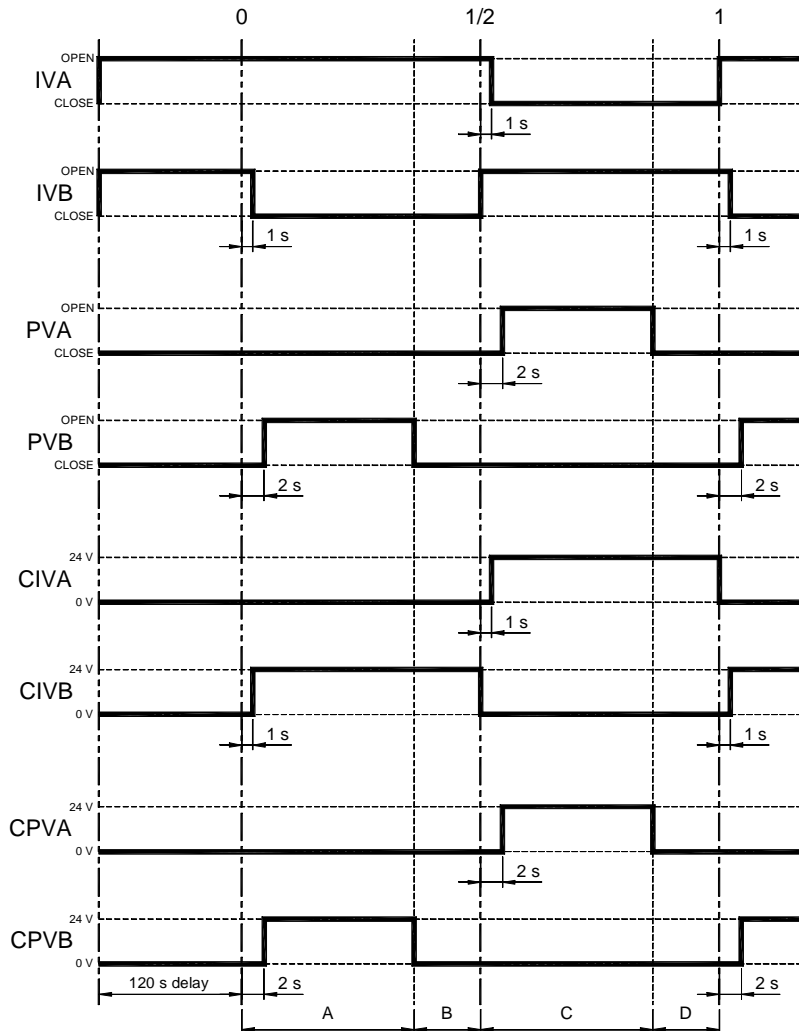 0 1/2 1
OPEN
IVA
CLOSE
1 s
OPEN
IVB
CLOSE
1 s 1 s
OPEN
PVA
CLOSE
2 s
OPEN
PVB
CLOSE
2 s 2 s
24 V
CIVA
0 V
1 s
24 V
CIVB
0 V
1 s 1 s
24 V
CPVA
0 V
2 s
24 V
CPVB
0 V
120 s delay 2 s 2 s
A B C D